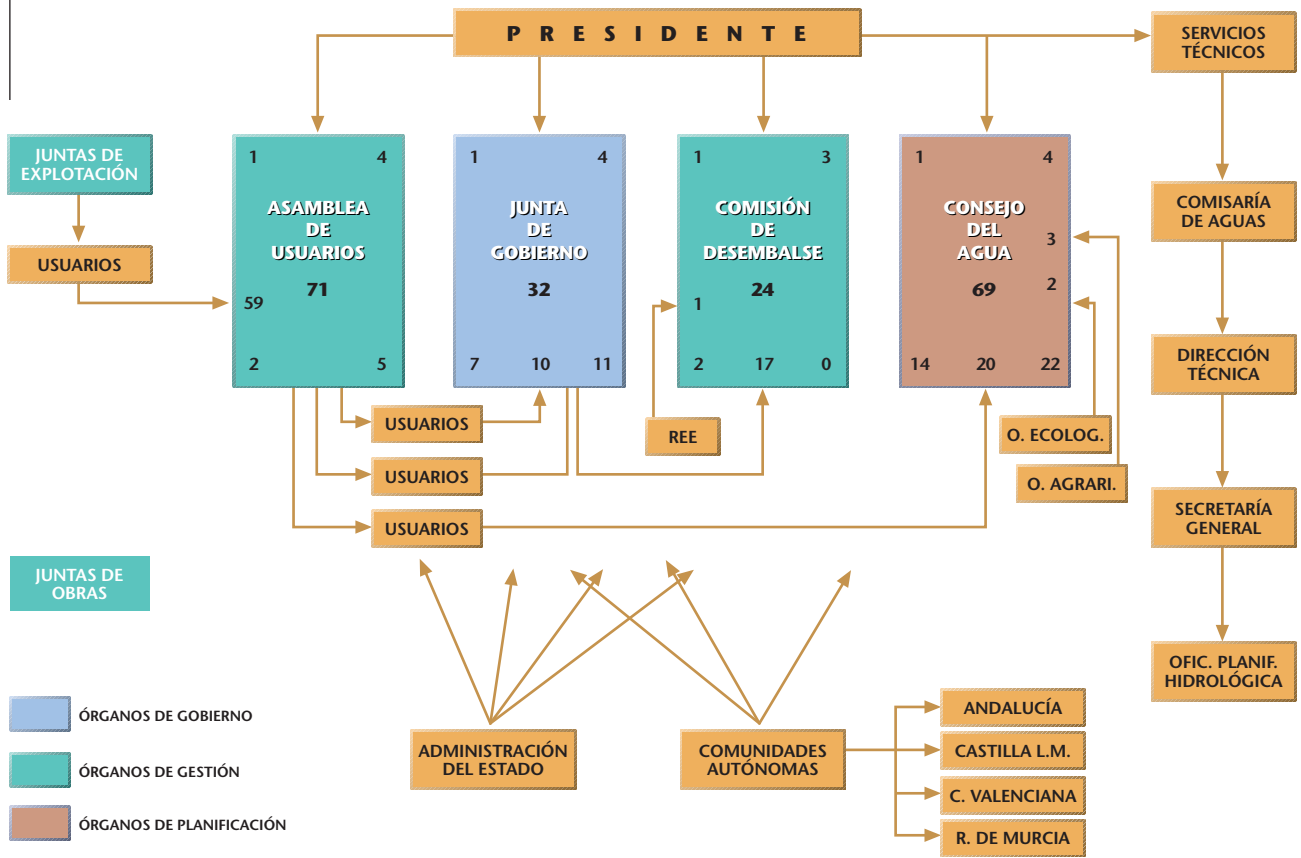 PRESIDENTE
SERVICIOS
TÉCNICOS
JUNTAS DE
EXPLOTACIÓN
USUARIOS
1 4
ASAMBLEA
DE
USUARIOS
71
59
2 5
1 4
JUNTA
DE
GOBIERNO
32
7 10 11
1 3
COMISIÓN
DE
DESEMBALSE
24
1
2 17 0
1 4
CONSEJO
DEL
AGUA
3
69
2
14 20 22
COMISARÍA
DE AGUAS
DIRECCIÓN
TÉCNICA
SECRETARÍA
GENERAL
OFIC. PLANIF.
HIDROLÓGICA
USUARIOS
USUARIOS
USUARIOS
REE
O. ECOLOG.
O. AGRARI.
JUNTAS DE
OBRAS
ÓRGANOS DE GOBIERNO
ÓRGANOS DE GESTIÓN
ÓRGANOS DE PLANIFICACIÓN
ADMINISTRACIÓN
DEL ESTADO
COMUNIDADES
AUTÓNOMAS
ANDALUCÍA
CASTILLA L.M.
C. VALENCIANA
R. DE MURCIA